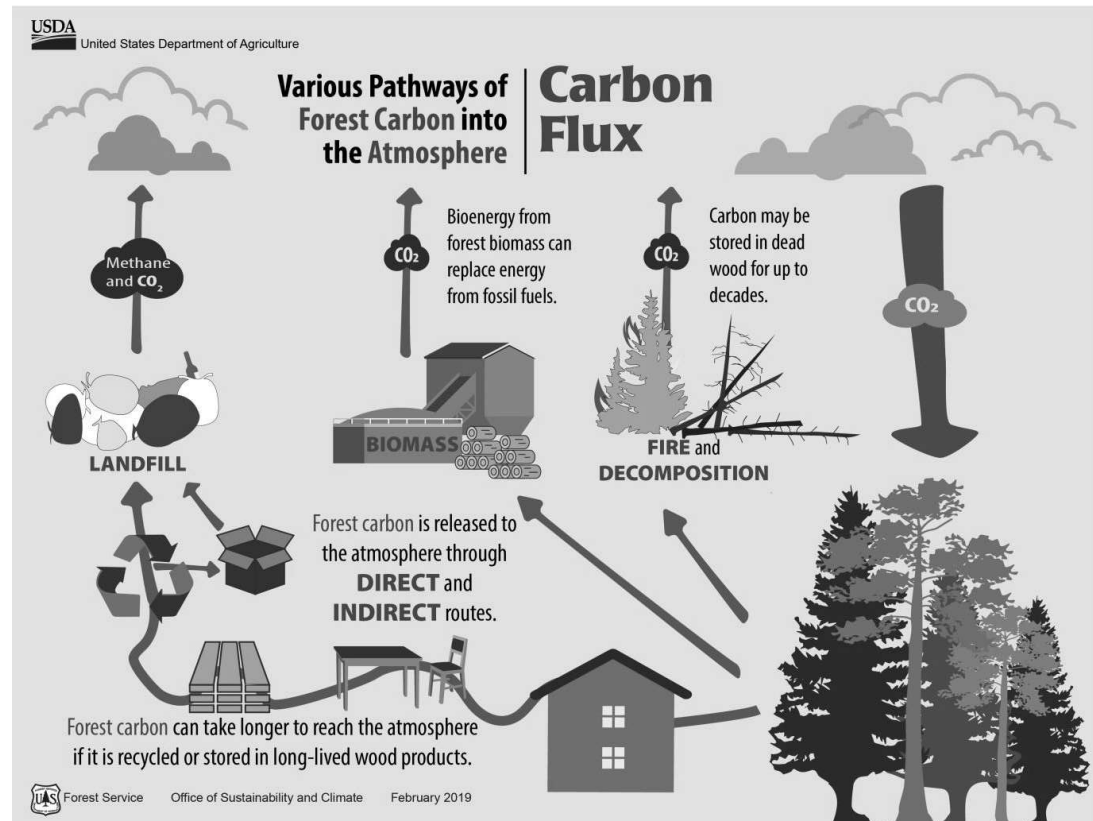 USDA
United States Department of Agriculture
Various Pathways of
Forest Carbon into
the Atmosphere
Carbon
Flux
Methane
and CO₂
CO₂
Bioenergy from
forest biomass can
replace energy
from fossil fuels.
CO₂
Carbon may be
stored in dead
wood for up to
decades.
CO₂
LANDFILL
BIOMASS
FIRE and
DECOMPOSITION
Forest carbon is released to
the atmosphere through
DIRECT and
INDIRECT routes.
Forest carbon can take longer to reach the atmosphere
if it is recycled or stored in long-lived wood products.
UAS
Forest Service Office of Sustainability and Climate February 2019